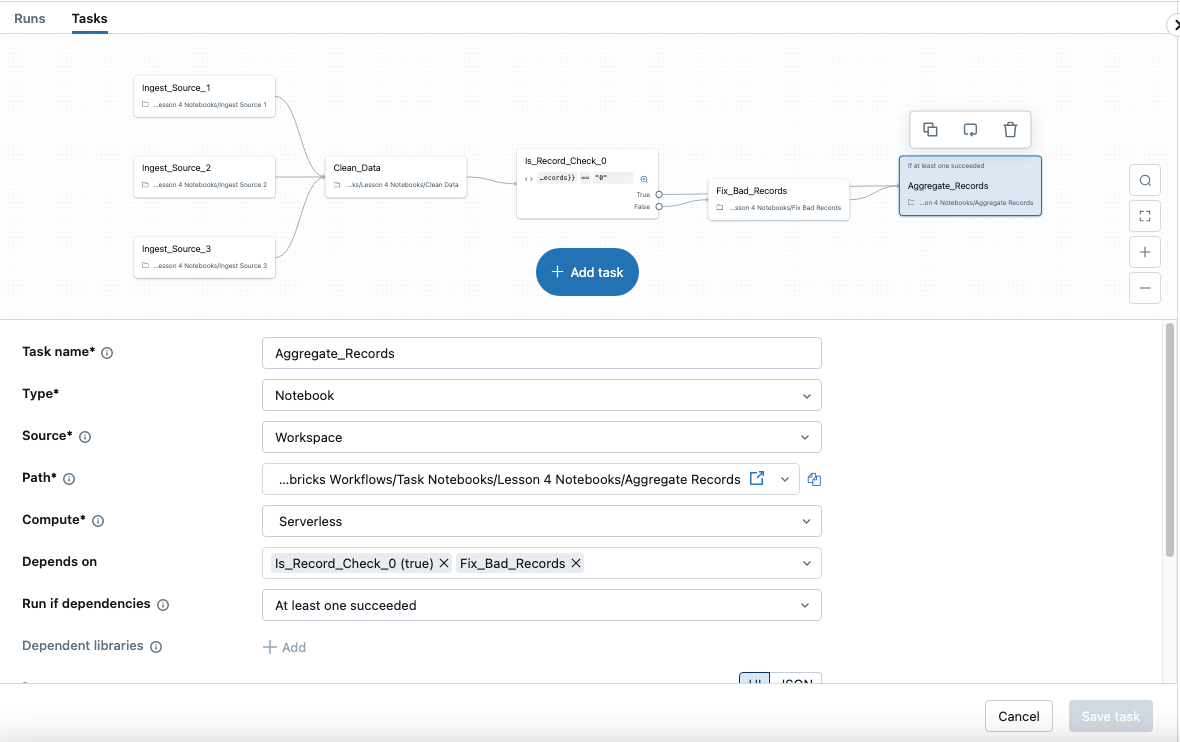 Runs Tasks
Ingest_Source_1
...esson 4 Notebooks/Ingest Source 1
Ingest_Source_2
...esson 4 Notebooks/Ingest Source 2
Ingest_Source_3
...esson 4 Notebooks/Ingest Source 3
Clean_Data
...ks/Lesson 4 Notebooks/Clean Data
Is_Record_Check_0
...ecords}} == "0"
True
False
Fix_Bad_Records
...sson 4 Notebooks/Fix Bad Records
If at least one succeeded
Aggregate_Records
...on 4 Notebooks/Aggregate Records
+ Add task
Task name* Aggregate_Records
Type* Notebook
Source* Workspace
Path* ...bricks Workflows/Task Notebooks/Lesson 4 Notebooks/Aggregate Records
Compute* Serverless
Depends on Is_Record_Check_0 (true) × Fix_Bad_Records ×
Run if dependencies At least one succeeded
Dependent libraries + Add
UI JSON
Cancel Save task